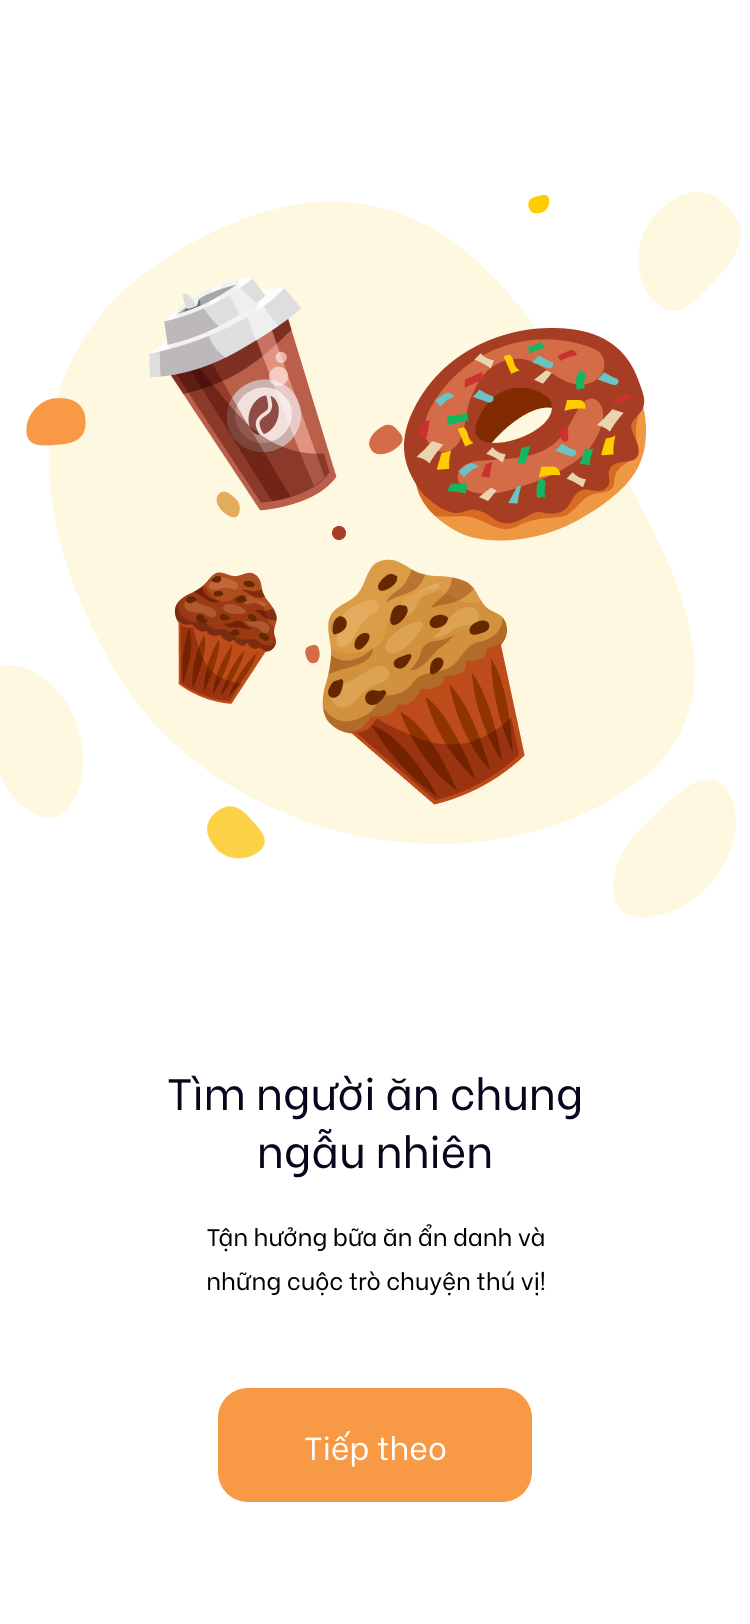 Tìm người ăn chung
ngẫu nhiên
Tận hưởng bữa ăn ẩn danh và
những cuộc trò chuyện thú vị!
Tiếp theo